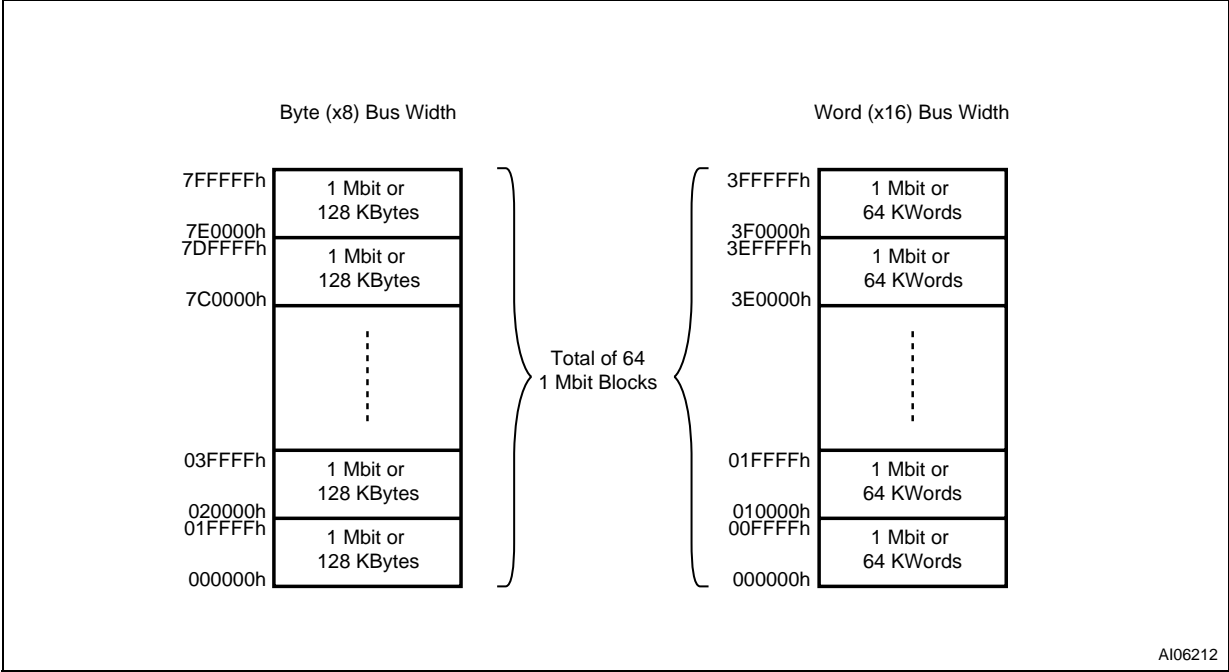 Byte (x8) Bus Width
Word (x16) Bus Width
7FFFFFh
1 Mbit or
128 KBytes
7E0000h
7DFFFFh
1 Mbit or
128 KBytes
7C0000h
03FFFFh
1 Mbit or
128 KBytes
020000h
01FFFFh
1 Mbit or
128 KBytes
000000h
Total of 64
1 Mbit Blocks
3FFFFFh
1 Mbit or
64 KWords
3F0000h
3EFFFFh
1 Mbit or
64 KWords
3E0000h
01FFFFh
1 Mbit or
64 KWords
010000h
00FFFFh
1 Mbit or
64 KWords
000000h
AI06212